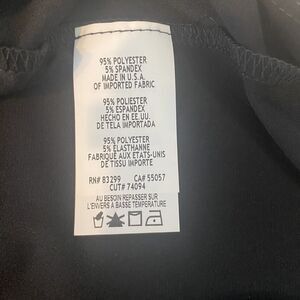 95% POLYESTER
5% SPANDEX
MADE IN U.S.A.
OF IMPORTED FABRIC
95% POLIESTER
5% ESPANDEX
HECHO EN EE.UU.
DE TELA IMPORTADA
95% POLYESTER
5% ELASTHANNE
FABRIQUÉ AUX ETATS-UNIS
DE TISSU IMPORTE
RN# 83299 CA# 55057
CUT# 74094
AU BESOIN REPASSER SUR
L'ENVERS A BASSE TEMPERATURE